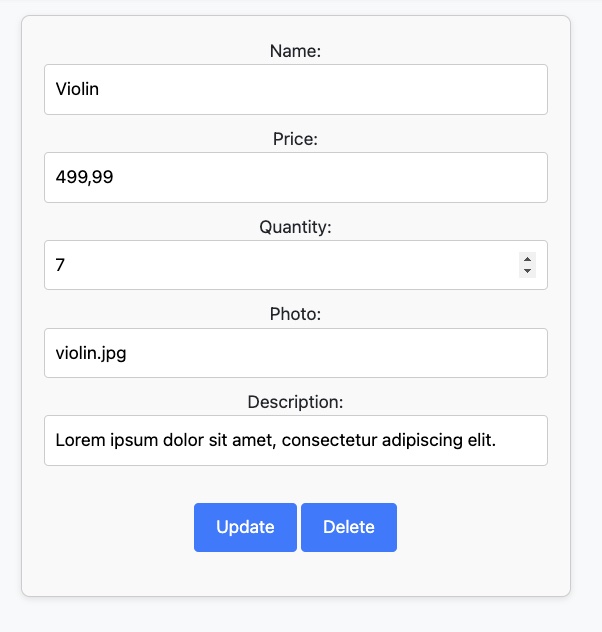 Name:
Violin
Price:
499,99
Quantity:
7
Photo:
violin.jpg
Description:
Lorem ipsum dolor sit amet, consectetur adipiscing elit.
Update Delete